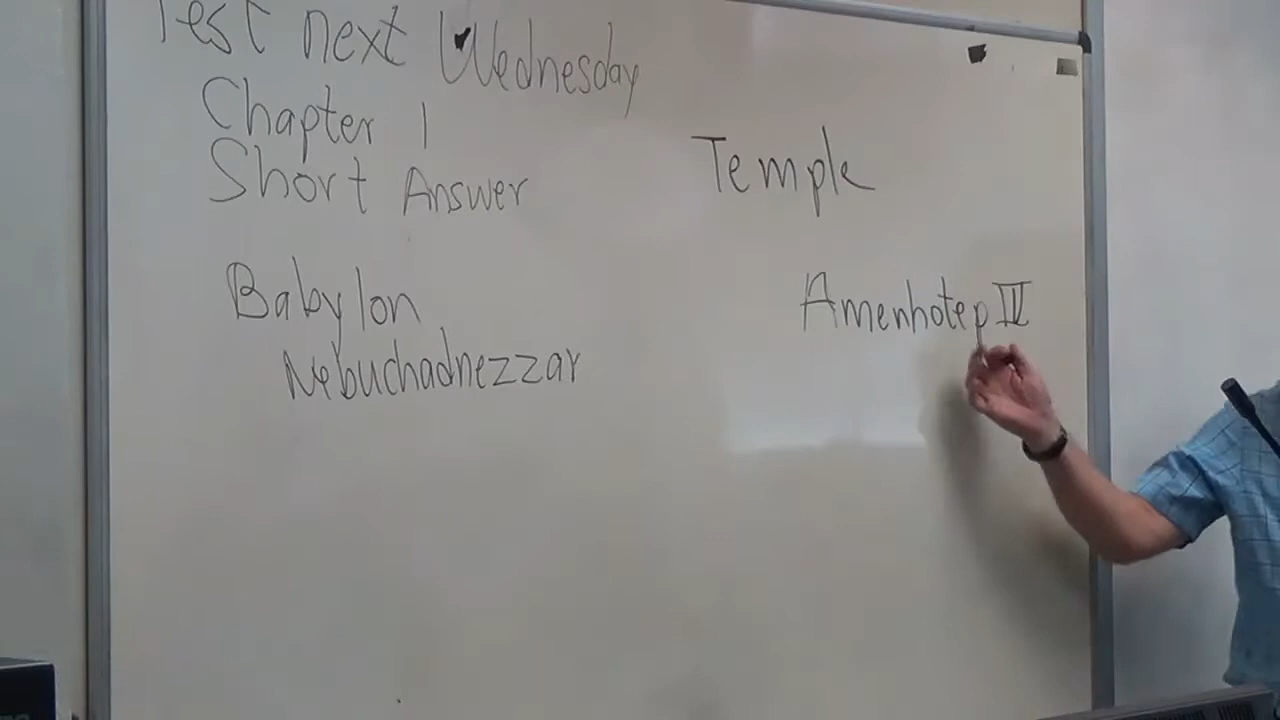 Test next Wednesday
Chapter 1
Short Answer
Temple
Babylon
Nebuchadnezzar
Amenhotep IV